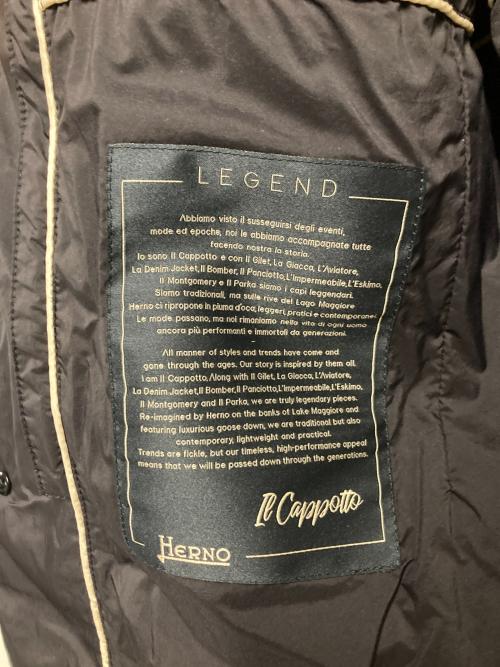 LEGEND
Abbiamo visto il susseguirsi degli eventi,
mode ed epoche, noi le abbiamo accompagnate tutte
facendo nostra la storia.
Io sono Il Cappotto e con Il Gilet, La Giacca, L'Aviatore,
La Denim Jacket, Il Bomber, Il Panciotto, L'Impermeabile, L'Eskimo,
Il Montgomery e Il Parka siamo i capi leggendari.
Siamo tradizionali, ma sulle rive del Lago Maggiore
Herno ci ripropone in piuma d'oca, leggeri, pratici e contemporanei
Le mode passano, ma noi rimaniamo nella vita di ogni uomo
ancora più performanti e immortali da generazioni.
-
All manner of styles and trends have come and
gone through the ages. Our story is inspired by them all.
I am Il Cappotto, Along with Il Gilet, La Giacca, L'Aviatore,
La Denim Jacket, Il Bomber, Il Panciotto, L'Impermeabile, L'Eskimo,
Il Montgomery and Il Parka, we are truly legendary pieces.
Re-imagined by Herno on the banks of Lake Maggiore and
featuring luxurious goose down, we are traditional but also
contemporary, lightweight and practical.
Trends are fickle, but our timeless, high-performance appeal
means that we will be passed down through the generations.
Il Cappotto
HERNO